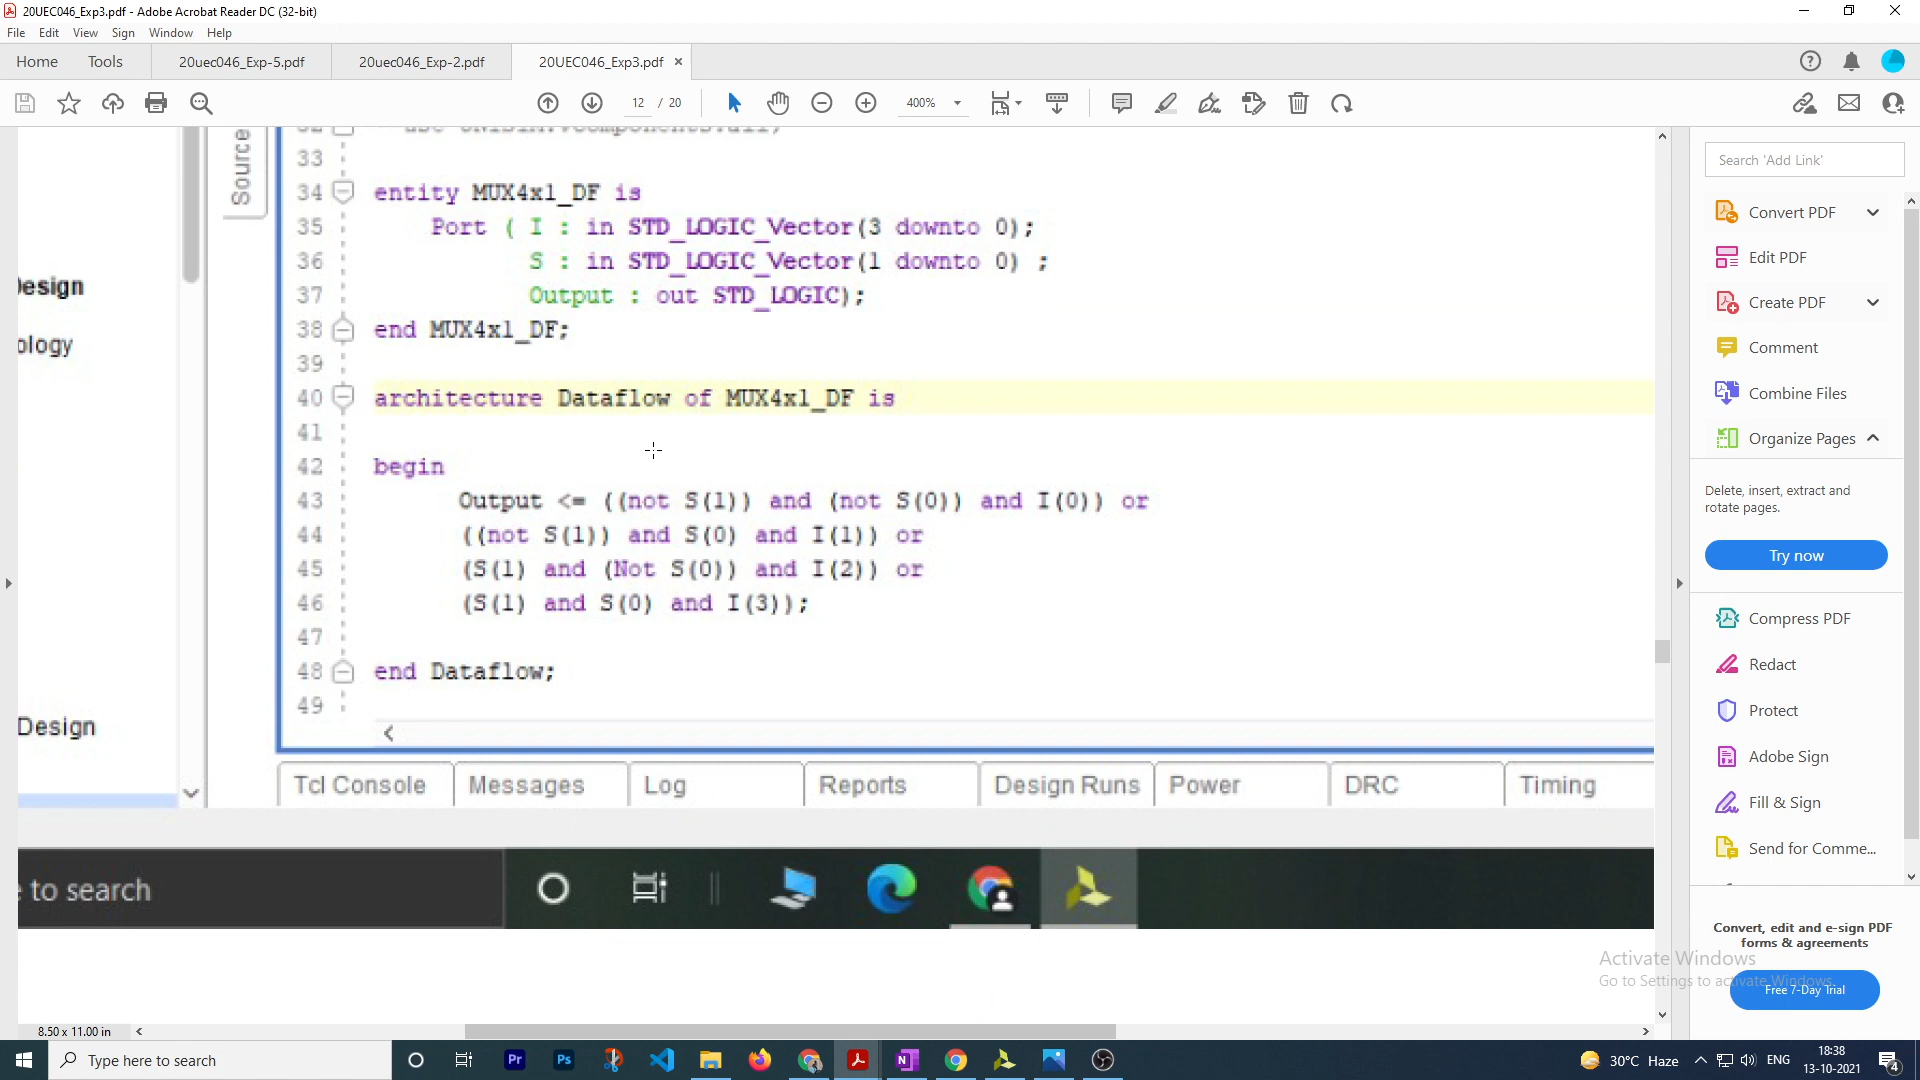 20UEC046_Exp3.pdf - Adobe Acrobat Reader DC (32-bit)
File Edit View Sign Window Help
Home Tools 20uec046_Exp-5.pdf 20uec046_Exp-2.pdf 20UEC046_Exp3.pdf ×
12 / 20 400%
Source
33
34 entity MUX4x1_DF is
35 Port ( I : in STD_LOGIC_Vector(3 downto 0);
36 S : in STD_LOGIC_Vector(1 downto 0) ;
37 Output : out STD_LOGIC);
38 end MUX4x1_DF;
39
40 architecture Dataflow of MUX4x1_DF is
41
42 begin
43 Output <= ((not S(1)) and (not S(0)) and I(0)) or
44 ((not S(1)) and S(0) and I(1)) or
45 (S(1) and (Not S(0)) and I(2)) or
46 (S(1) and S(0) and I(3));
47
48 end Dataflow;
49
esign
ology
Design
Tcl Console Messages Log Reports Design Runs Power DRC Timing
to search
Search 'Add Link'
Convert PDF
Edit PDF
Create PDF
Comment
Combine Files
Organize Pages
Delete, insert, extract and
rotate pages.
Try now
Compress PDF
Redact
Protect
Adobe Sign
Fill & Sign
Send for Comme...
Convert, edit and e-sign PDF
forms & agreements
Free 7-Day Trial
Activate Windows
Go to Settings to activate Windows.
8.50 x 11.00 in
Type here to search
Pr
Ps
30°C Haze
ENG
18:38
13-10-2021
4